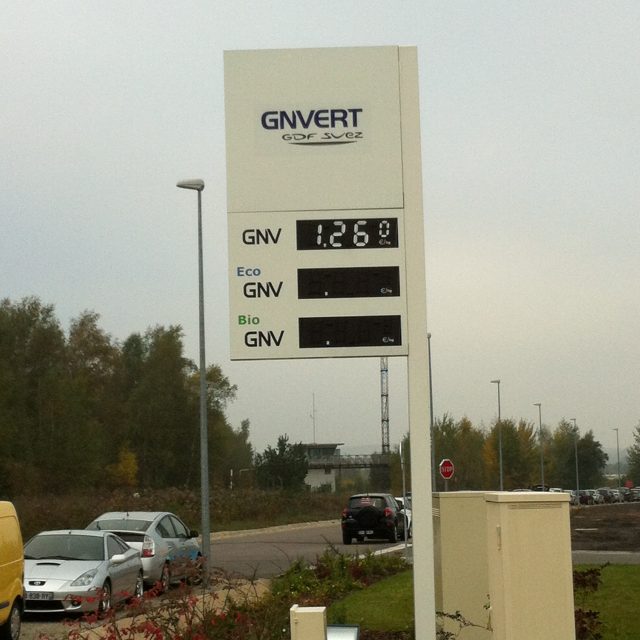 GNVERT
GDF SUEZ
GNV 1.260 €/kg
Eco
GNV €/kg
Bio
GNV €/kg
STOP